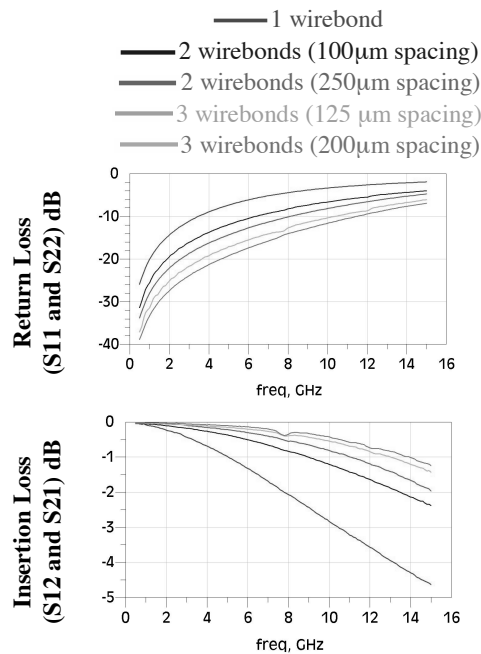 1 wirebond
2 wirebonds (100μm spacing)
2 wirebonds (250μm spacing)
3 wirebonds (125 μm spacing)
3 wirebonds (200μm spacing)
Return Loss
(S11 and S22) dB
0
-10
-20
-30
-40
0 2 4 6 8 10 12 14 16
freq, GHz
Insertion Loss
(S12 and S21) dB
0
-1
-2
-3
-4
-5
0 2 4 6 8 10 12 14 16
freq, GHz